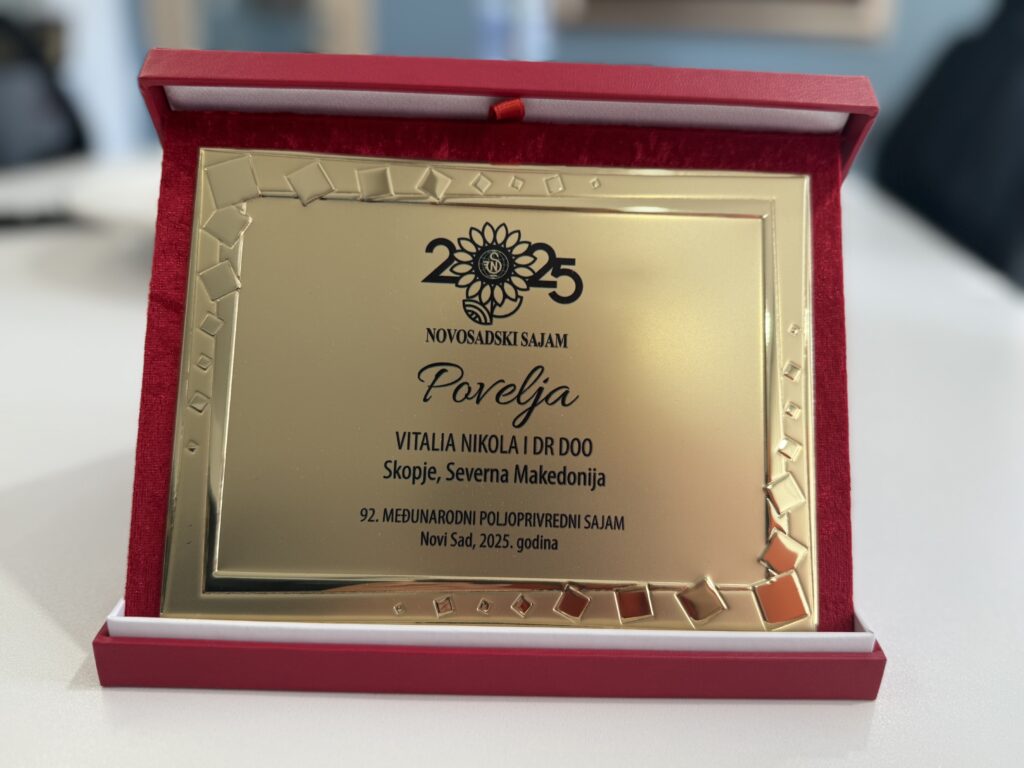 2025
NOVOSADSKI SAJAM
Povelja
VITALIA NIKOLA I DR DOO
Skopje, Severna Makedonija
92. MEĐUNARODNI POLJOPRIVREDNI SAJAM
Novi Sad, 2025. godina